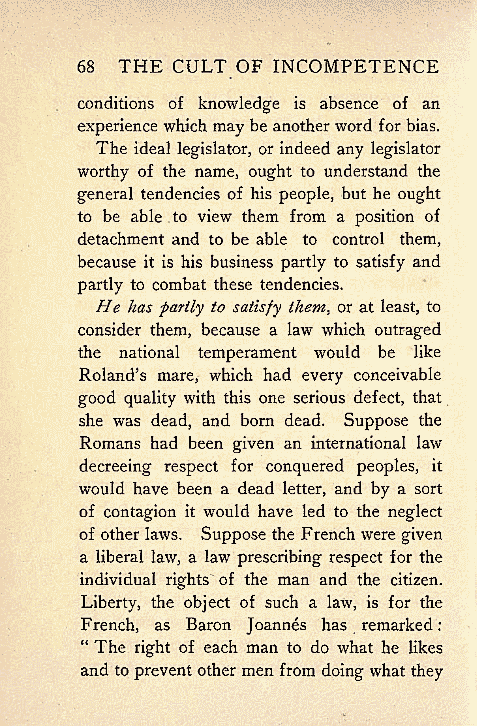 68 THE CULT OF INCOMPETENCE
conditions of knowledge is absence of an
experience which may be another word for bias.
The ideal legislator, or indeed any legislator
worthy of the name, ought to understand the
general tendencies of his people, but he ought
to be able to view them from a position of
detachment and to be able to control them,
because it is his business partly to satisfy and
partly to combat these tendencies.
He has partly to satisfy them, or at least, to
consider them, because a law which outraged
the national temperament would be like
Roland's mare, which had every conceivable
good quality with this one serious defect, that
she was dead, and born dead. Suppose the
Romans had been given an international law
decreeing respect for conquered peoples, it
would have been a dead letter, and by a sort
of contagion it would have led to the neglect
of other laws. Suppose the French were given
a liberal law, a law prescribing respect for the
individual rights of the man and the citizen.
Liberty, the object of such a law, is for the
French, as Baron Joannés has remarked:
“ The right of each man to do what he likes
and to prevent other men from doing what they